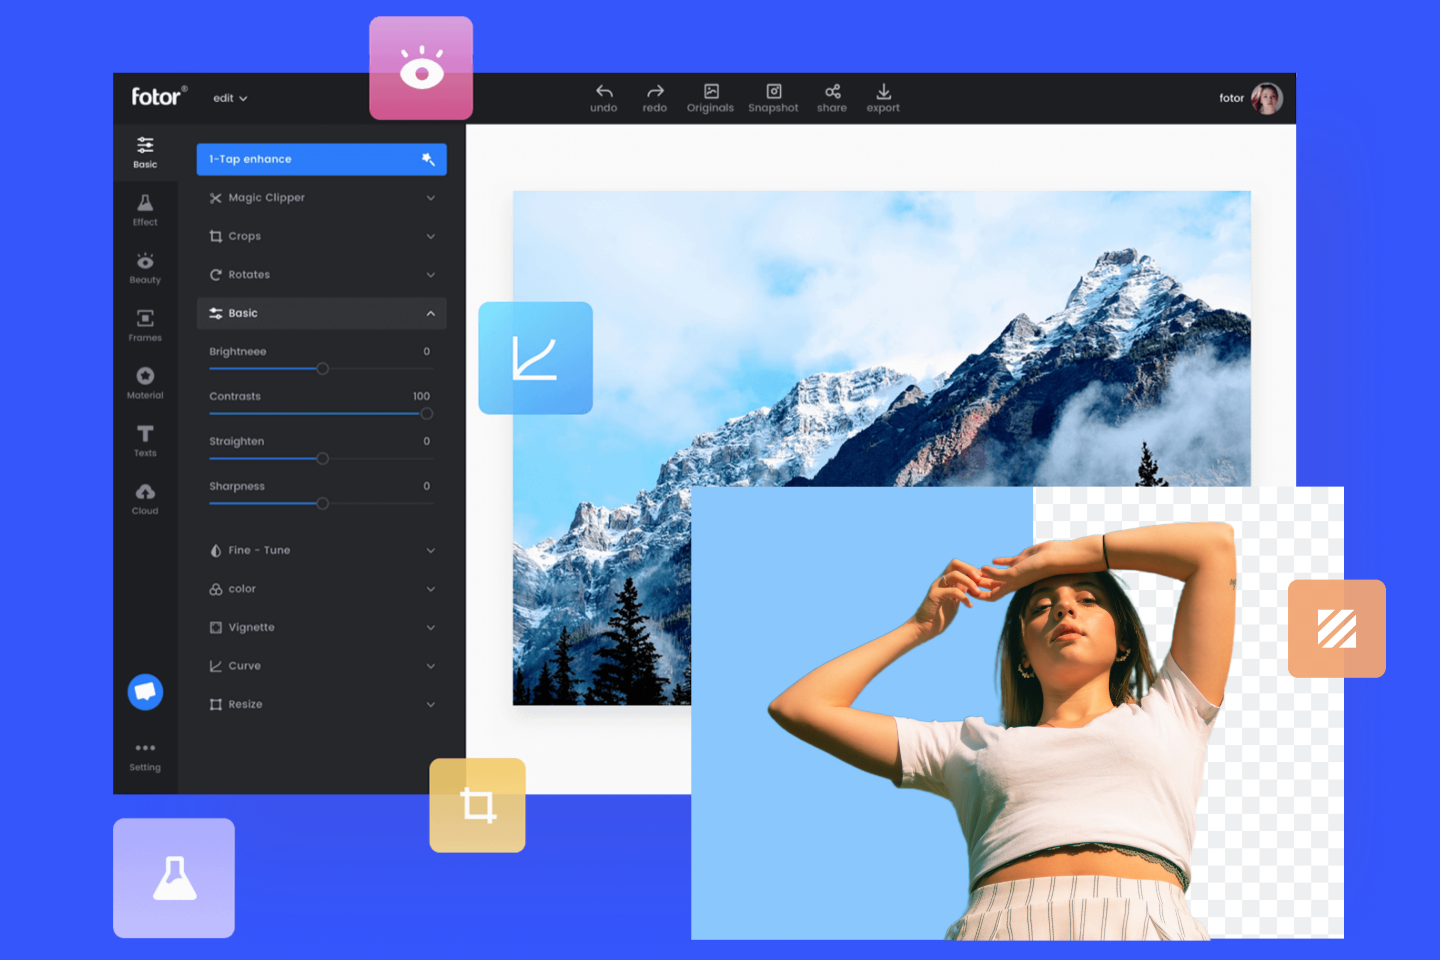 fotor®
edit
undo
redo
Originals
Snapshot
share
export
fotor
Basic
Effect
Beauty
Frames
Material
Texts
Cloud
Setting
1-Tap enhance
Magic Clipper
Crops
Rotates
Basic
Brightneee 0
Contrasts 100
Straighten 0
Sharpness 0
Fine - Tune
color
Vignette
Curve
Resize